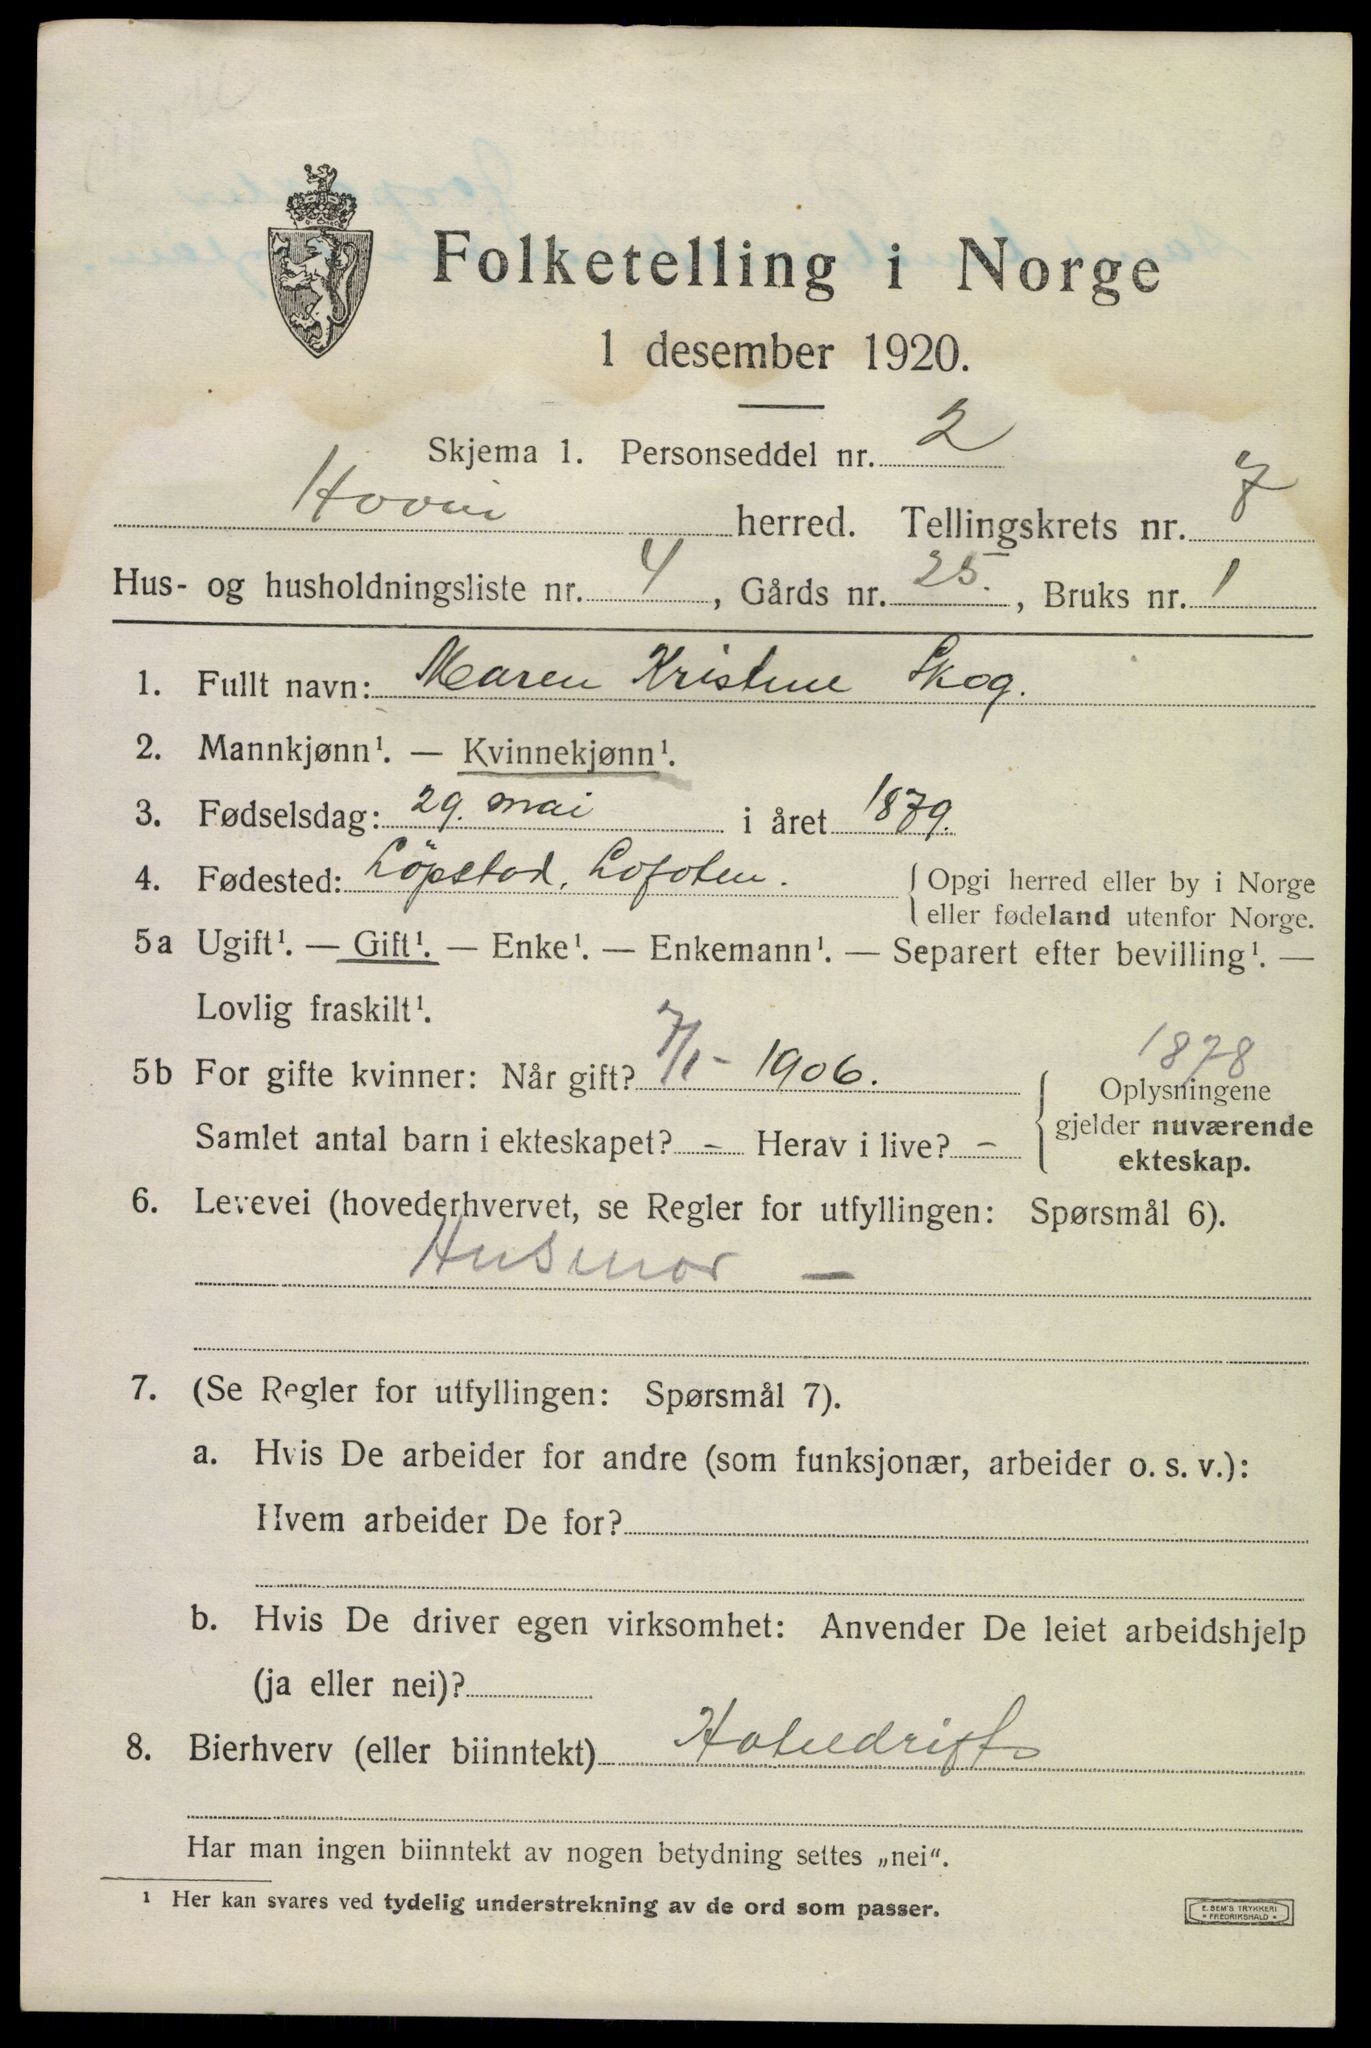 Folketelling i Norge
1 desember 1920.
Skjema 1. Personseddel nr. 2
Hovin herred. Tellingskrets nr. 7
Hus- og husholdningsliste nr. 4, Gårds nr. 25., Bruks nr. 1
1. Fullt navn: Maren Kristine Skog.
2. Mannkjønn¹. — Kvinnekjønn¹.
3. Fødselsdag: 29. mai i året 1879.
4. Fødested: Löpstad, Lofoten. Opgi herred eller by i Norge
eller fødeland utenfor Norge.
5a Ugift¹. — Gift¹. — Enke¹. — Enkemann¹. — Separert efter bevilling¹. —
Lovlig fraskilt¹.
1878
5b For gifte kvinner: Når gift? 7/1 - 1906. Oplysningene
gjelder nuværende
Samlet antal barn i ekteskapet? - Herav i live? -
ekteskap.
6. Levevei (hovederhvervet, se Regler for utfyllingen: Spørsmål 6).
Husmor —
7. (Se Regler for utfyllingen: Spørsmål 7).
a. Hvis De arbeider for andre (som funksjonær, arbeider o. s. v.):
Hvem arbeider De for?
b. Hvis De driver egen virksomhet: Anvender De leiet arbeidshjelp
(ja eller nei)?
8. Bierhverv (eller biinntekt) Hoteldrift
Har man ingen biinntekt av nogen betydning settes „nei“.
¹ Her kan svares ved tydelig understrekning av de ord som passer.
E. SEM'S TRYKKERI
* FREDRIKSHALD *